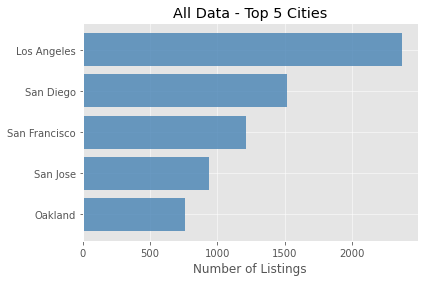 All Data - Top 5 Cities
Los Angeles
San Diego
San Francisco
San Jose
Oakland
0 500 1000 1500 2000
Number of Listings